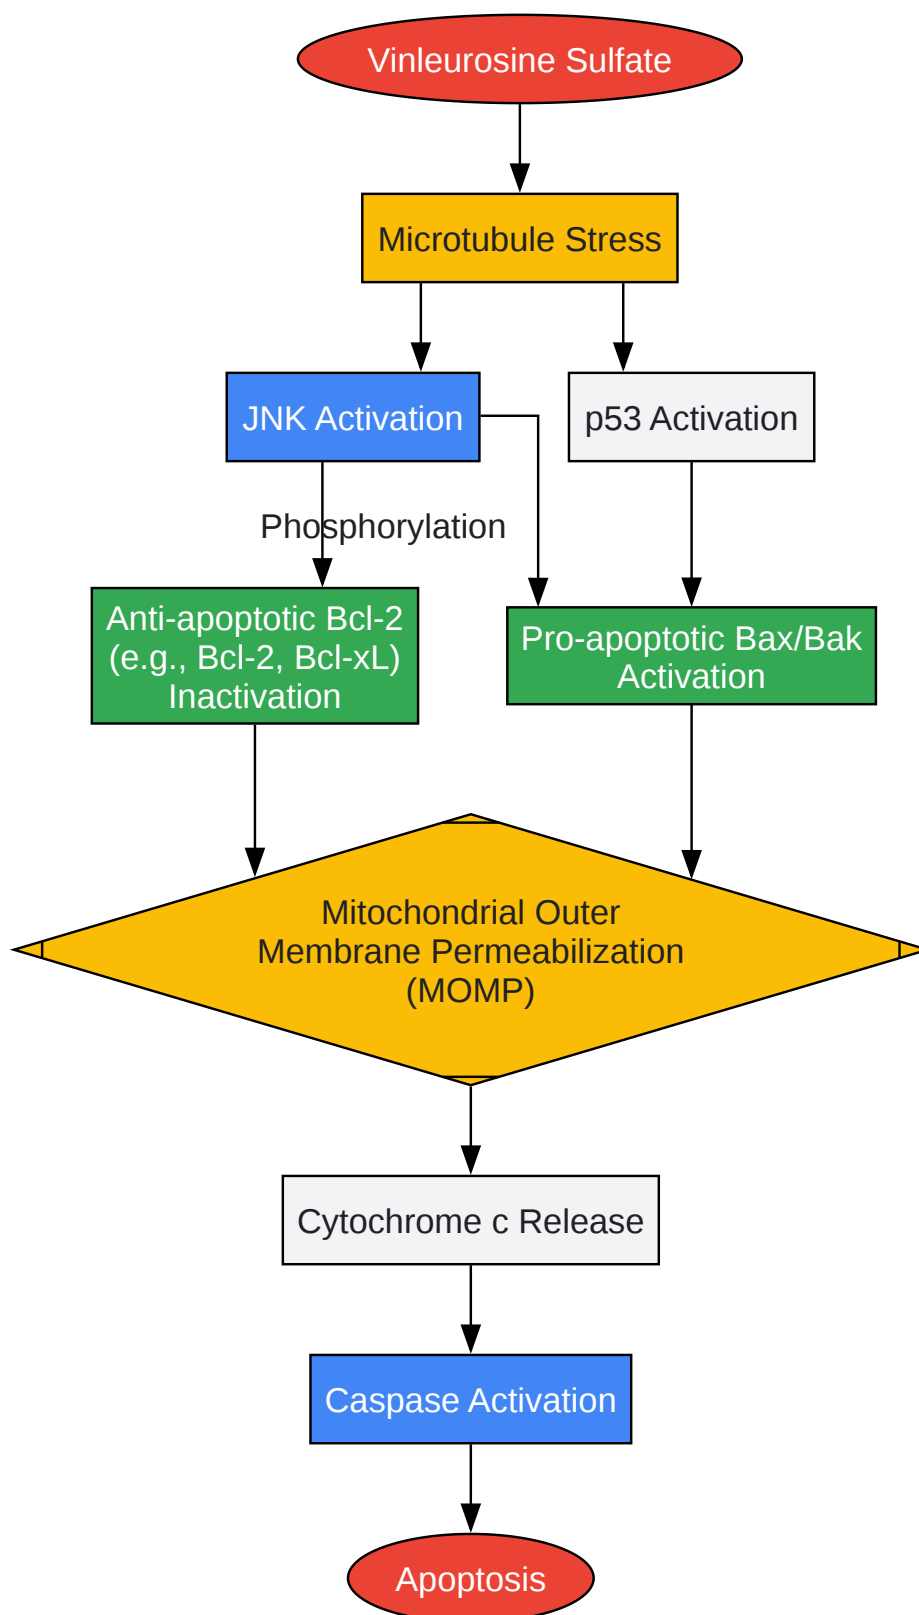 Vinleurosine Sulfate
Microtubule Stress
JNK Activation
p53 Activation
Phosphorylation
Anti-apoptotic Bcl-2
(e.g., Bcl-2, Bcl-xL)
Inactivation
Pro-apoptotic Bax/Bak
Activation
Mitochondrial Outer
Membrane Permeabilization
(MOMP)
Cytochrome c Release
Caspase Activation
Apoptosis